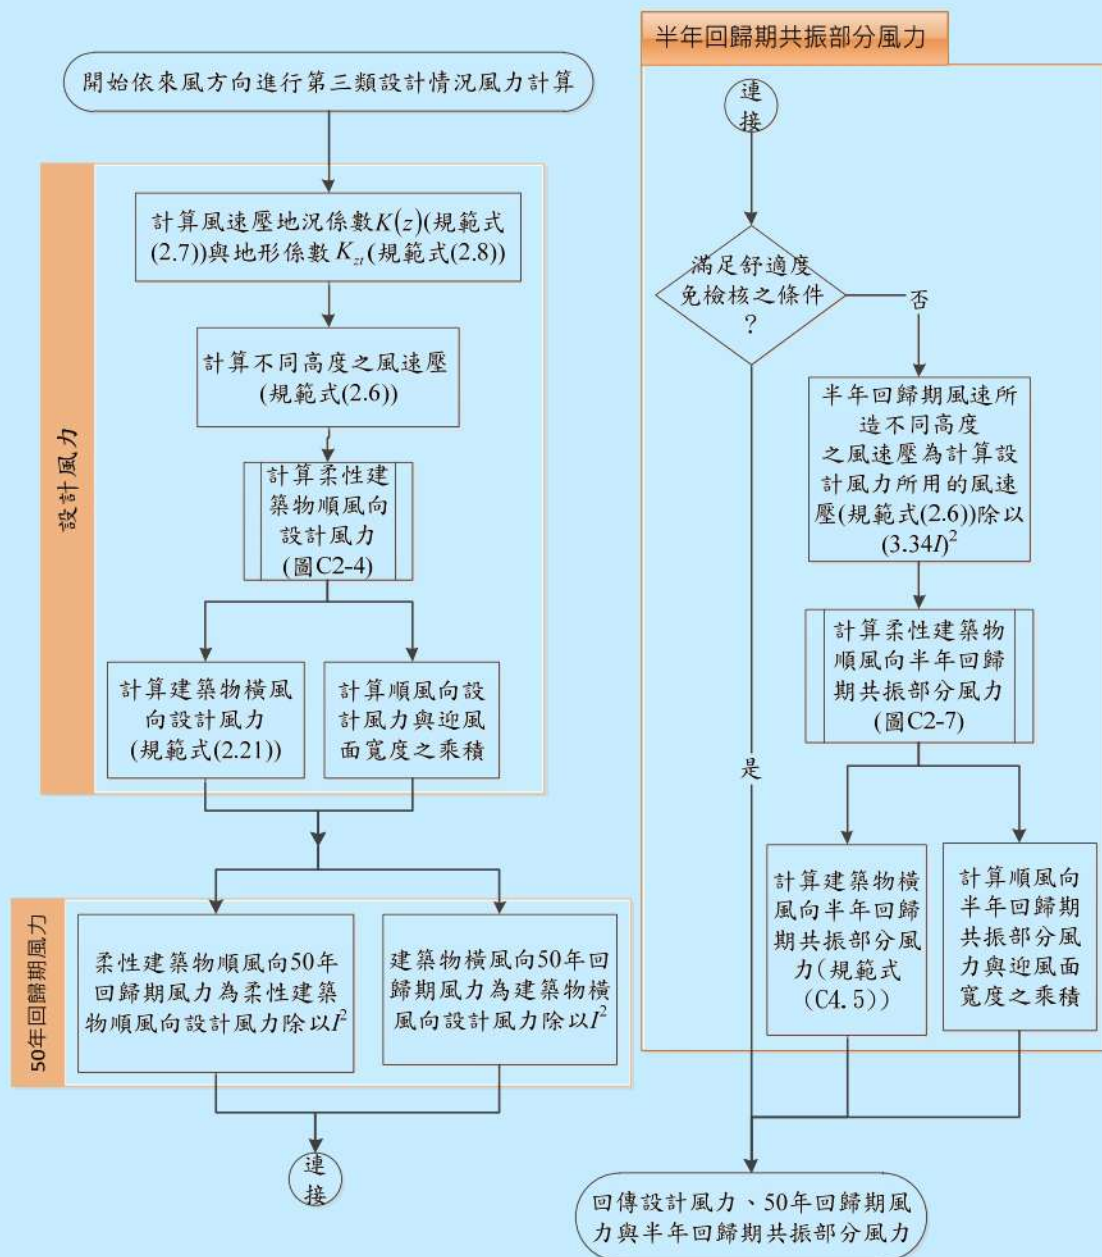 開始依來風方向進行第三類設計情況風力計算
設計風力
計算風速壓地況係數K(z)(規範式
(2.7))與地形係數K_zt(規範式(2.8))
計算不同高度之風速壓
(規範式(2.6))
計算柔性建
築物順風向
設計風力
(圖C2-4)
計算建築物橫風
向設計風力
(規範式(2.21))
計算順風向設
計風力與迎風
面寬度之乘積
50年回歸期風力
柔性建築物順風向50年
回歸期風力為柔性建築
物順風向設計風力除以I²
建築物橫風向50年回
歸期風力為建築物橫
風向設計風力除以I²
連
接
半年回歸期共振部分風力
連
接
滿足舒適度
免檢核之條件
?
否
是
半年回歸期風速所
造不同高度
之風速壓為計算設
計風力所用的風速
壓(規範式(2.6))除以
(3.34I)²
計算柔性建築物
順風向半年回歸
期共振部分風力
(圖C2-7)
計算建築物橫
風向半年回歸
期共振部分風
力(規範式
(C4.5))
計算順風向
半年回歸期
共振部分風
力與迎風面
寬度之乘積
回傳設計風力、50年回歸期風
力與半年回歸期共振部分風力